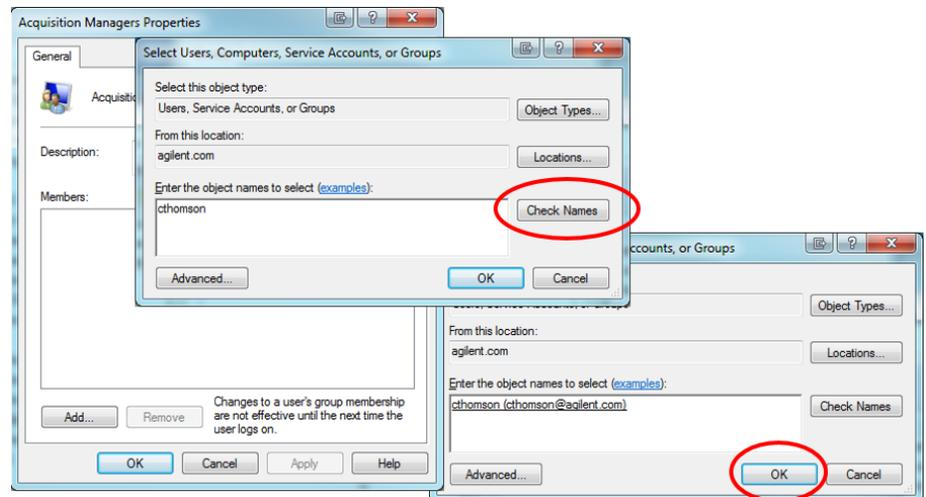 Acquisition Managers Properties
General
Description:
Members:
Add...
Remove
Changes to a user's group membership
are not effective until the next time the
user logs on.
OK
Cancel
Apply
Help
Select Users, Computers, Service Accounts, or Groups
Select this object type:
Users, Service Accounts, or Groups
Object Types...
From this location:
agilent.com
Locations...
Enter the object names to select (examples):
cthomson
Check Names
Advanced...
OK
Cancel
or Groups
Object Types...
From this location:
agilent.com
Locations...
Enter the object names to select (examples):
cthomson (cthomson@agilent.com)
Check Names
Advanced...
OK
Cancel